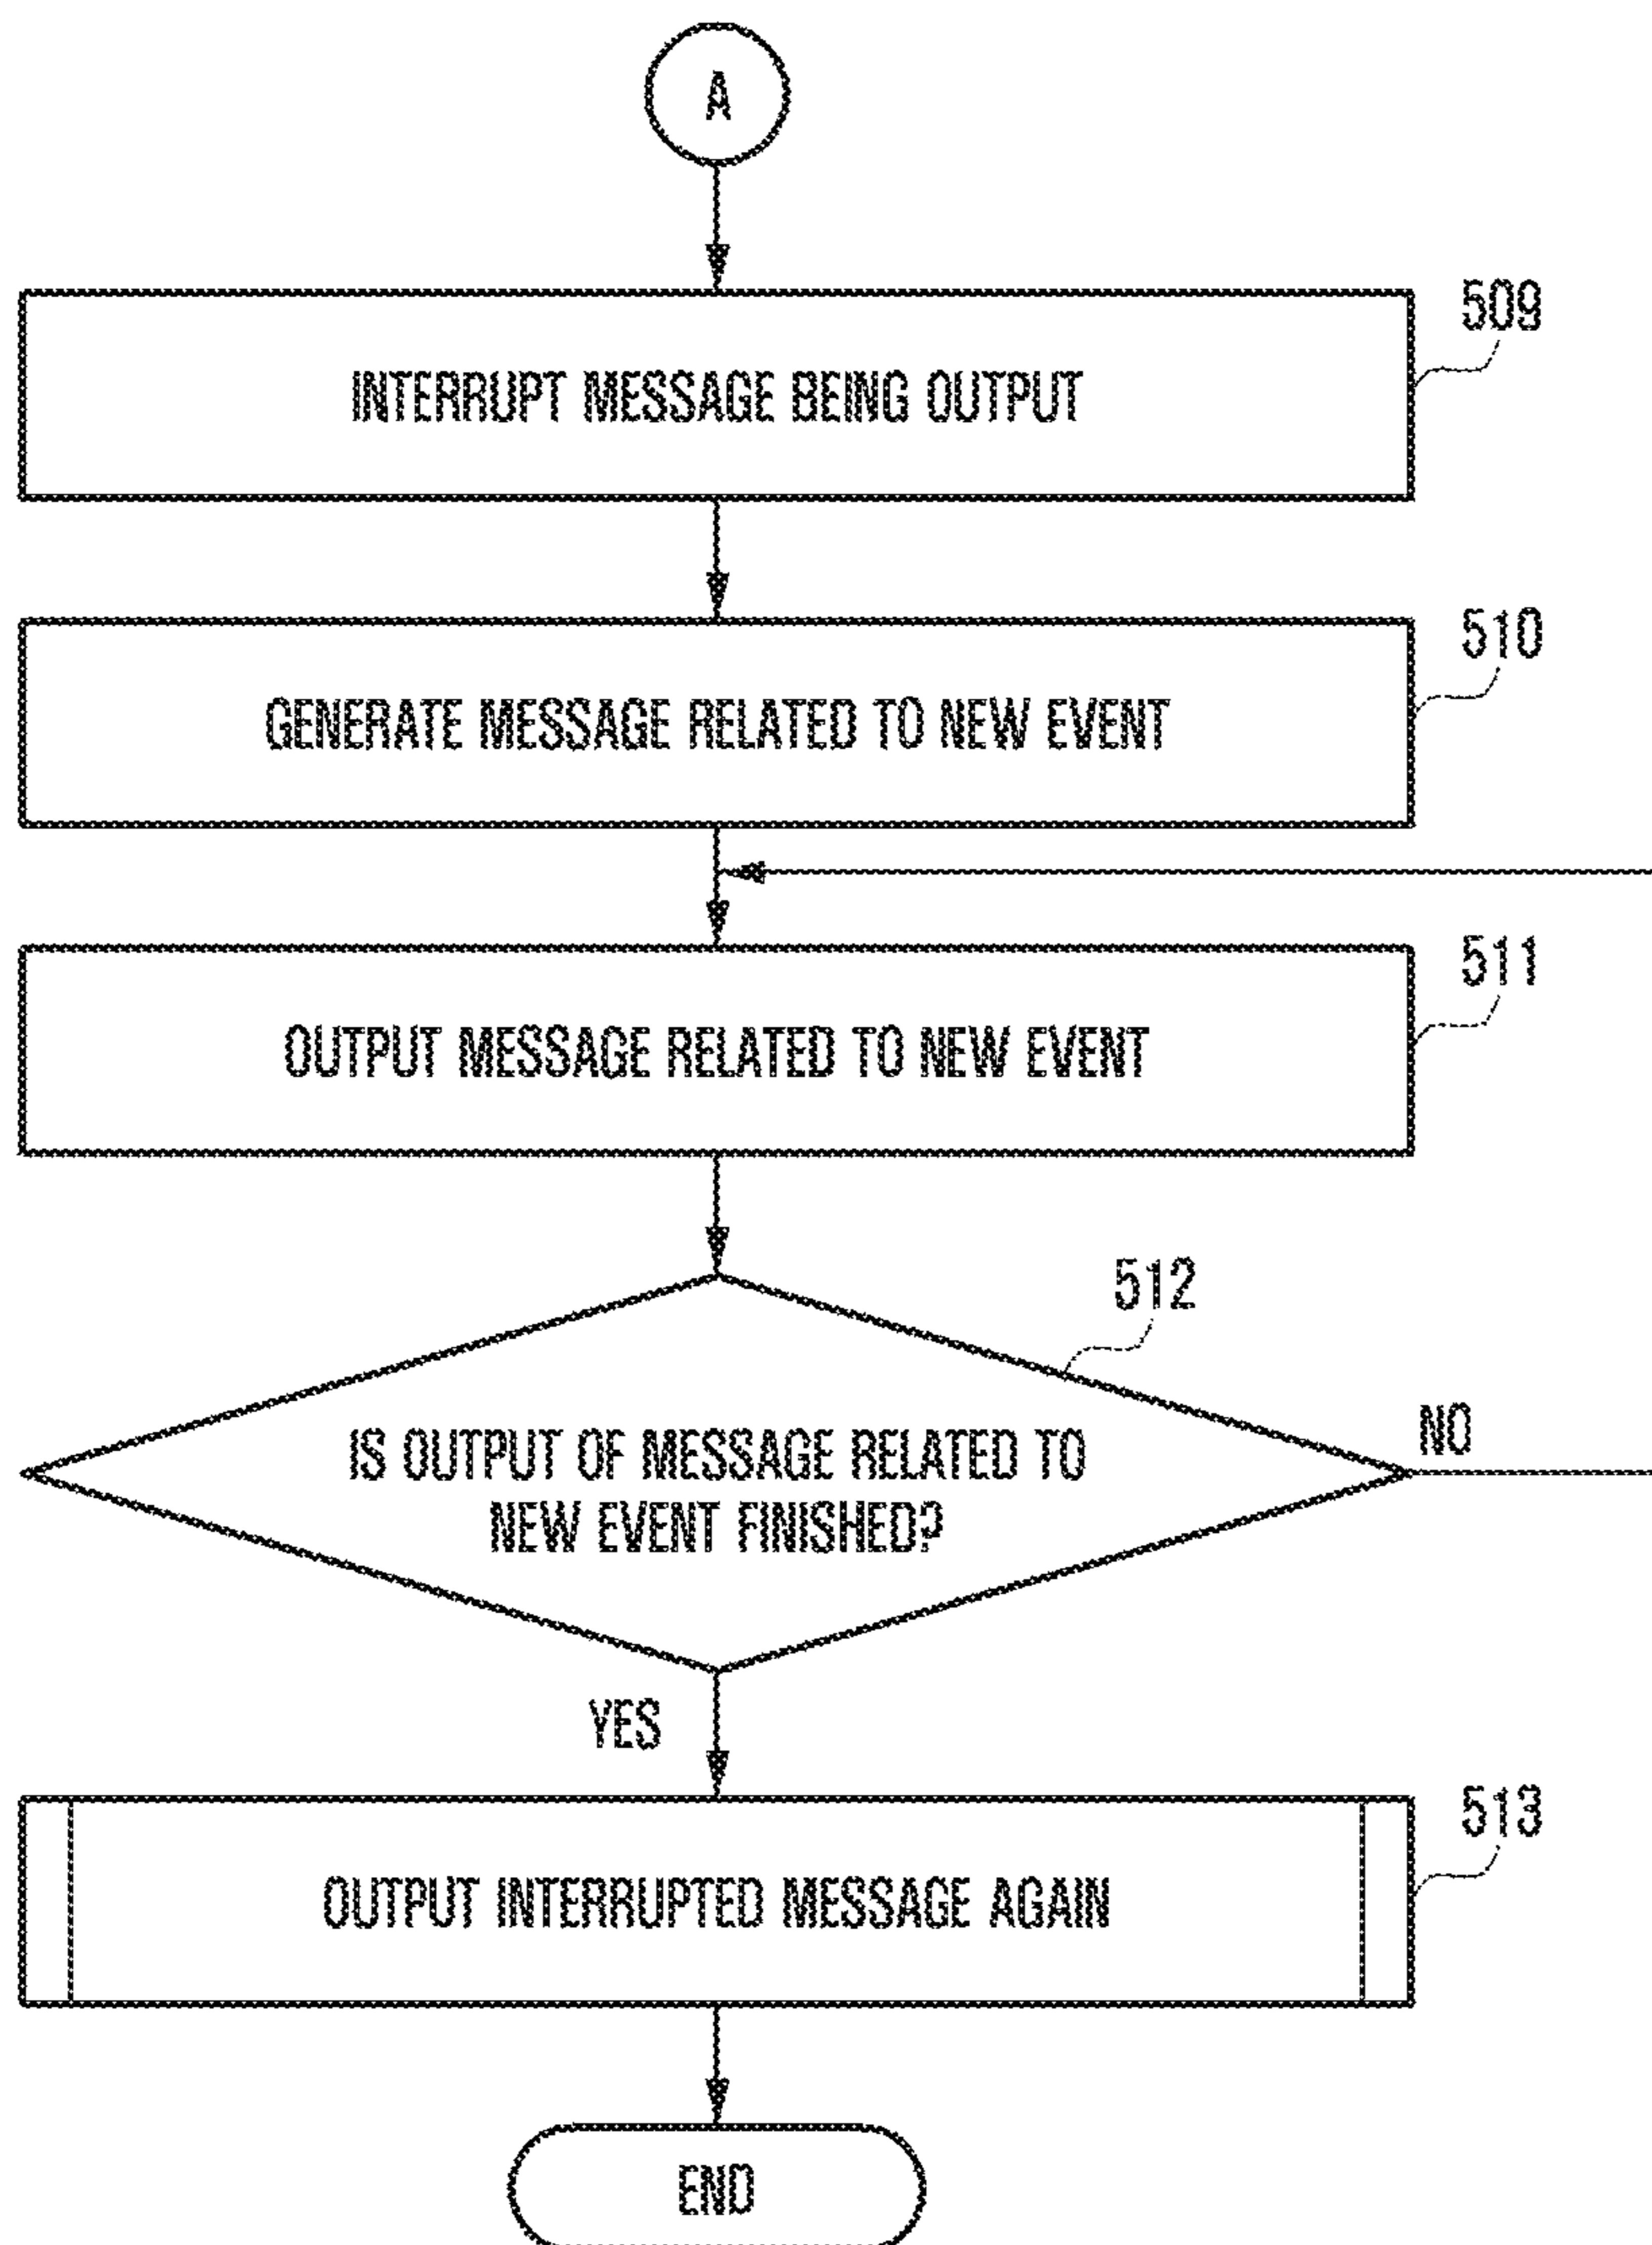 A
509
INTERRUPT MESSAGE BEING OUTPUT
510
GENERATE MESSAGE RELATED TO NEW EVENT
511
OUTPUT MESSAGE RELATED TO NEW EVENT
512
IS OUTPUT OF MESSAGE RELATED TO
NEW EVENT FINISHED?
NO
YES
513
OUTPUT INTERRUPTED MESSAGE AGAIN
END